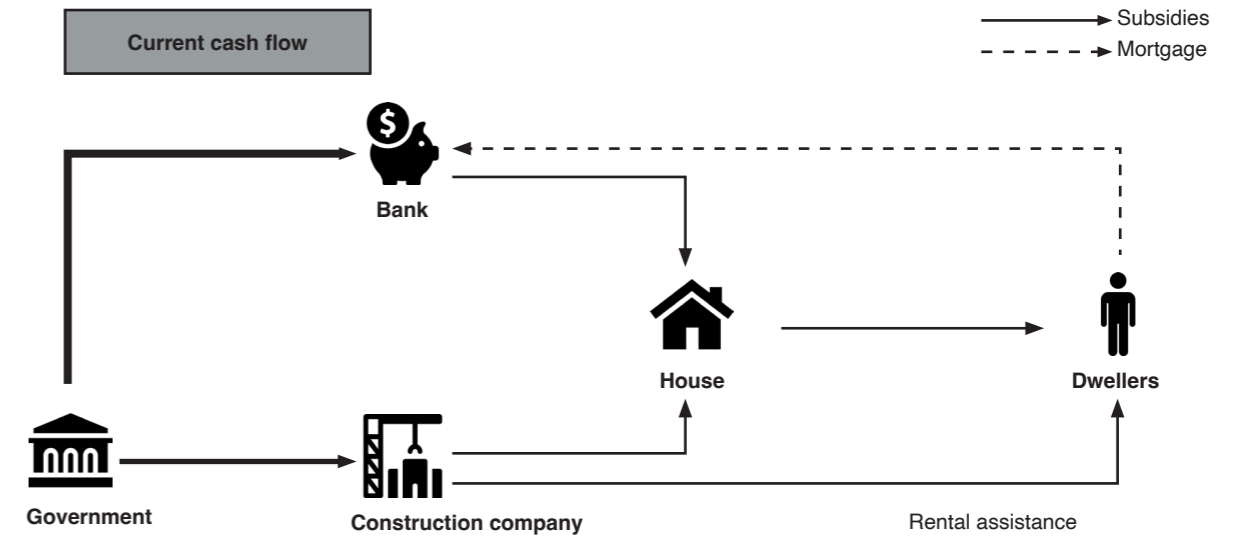 Current cash flow
Subsidies
Mortgage
$
Bank
House
Dwellers
Government
Construction company
Rental assistance